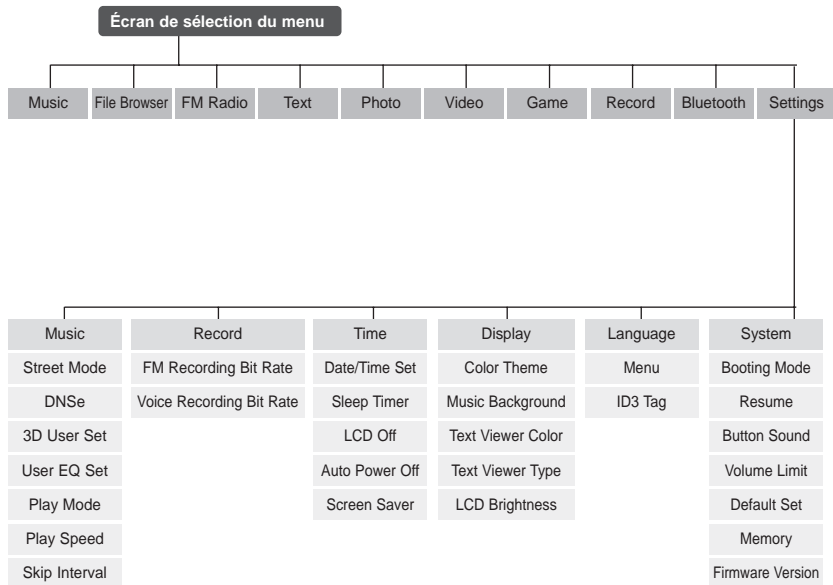 Écran de sélection du menu
Music File Browser FM Radio Text Photo Video Game Record Bluetooth Settings
Music Record Time Display Language System
Street Mode FM Recording Bit Rate Date/Time Set Color Theme Menu Booting Mode
DNSe Voice Recording Bit Rate Sleep Timer Music Background ID3 Tag Resume
3D User Set LCD Off Text Viewer Color Button Sound
User EQ Set Auto Power Off Text Viewer Type Volume Limit
Play Mode Screen Saver LCD Brightness Default Set
Play Speed Memory
Skip Interval Firmware Version